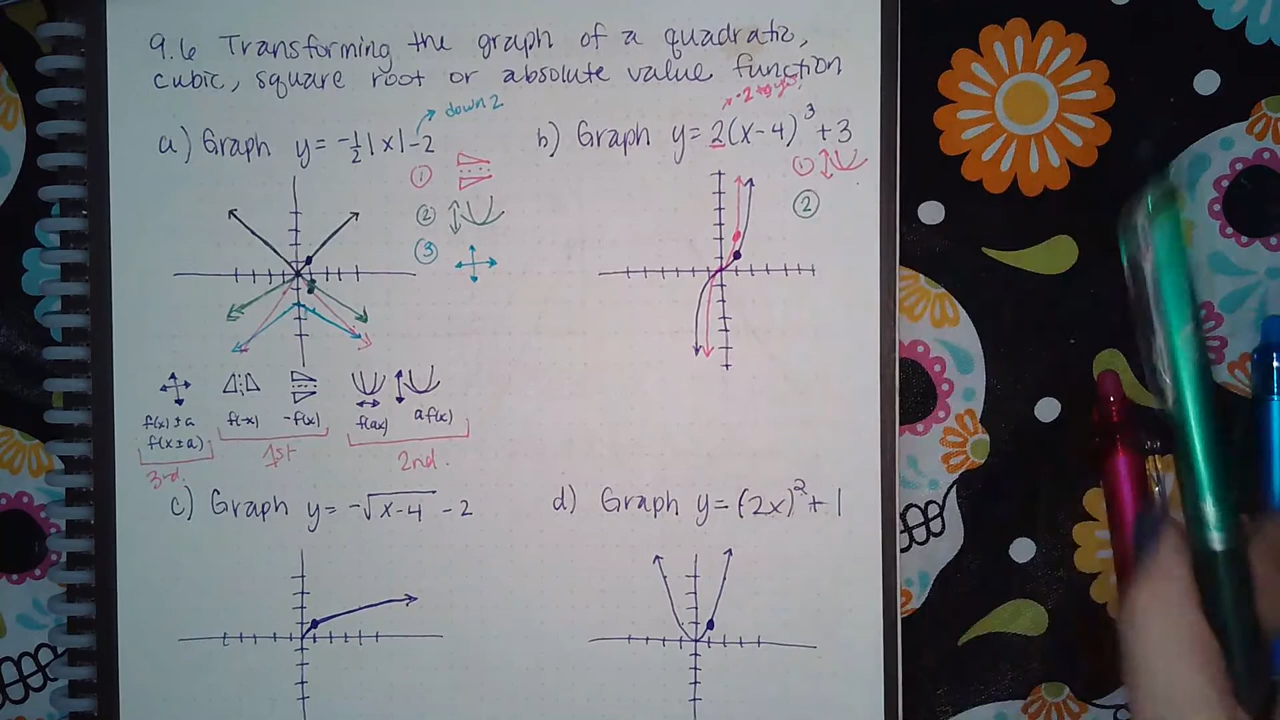 9.6 Transforming the graph of a quadratic,
cubic, square root or absolute value function
a) Graph y = -1/2|x|-2
down 2
①
②
③
b) Graph y = 2(x-4)³+3
①
②
f(x) ± a
f(x±a)
3rd.
f(-x)
-f(x)
1st
f(ax)
a f(x)
2nd.
c) Graph y = -√x-4 - 2
d) Graph y = (2x)² + 1